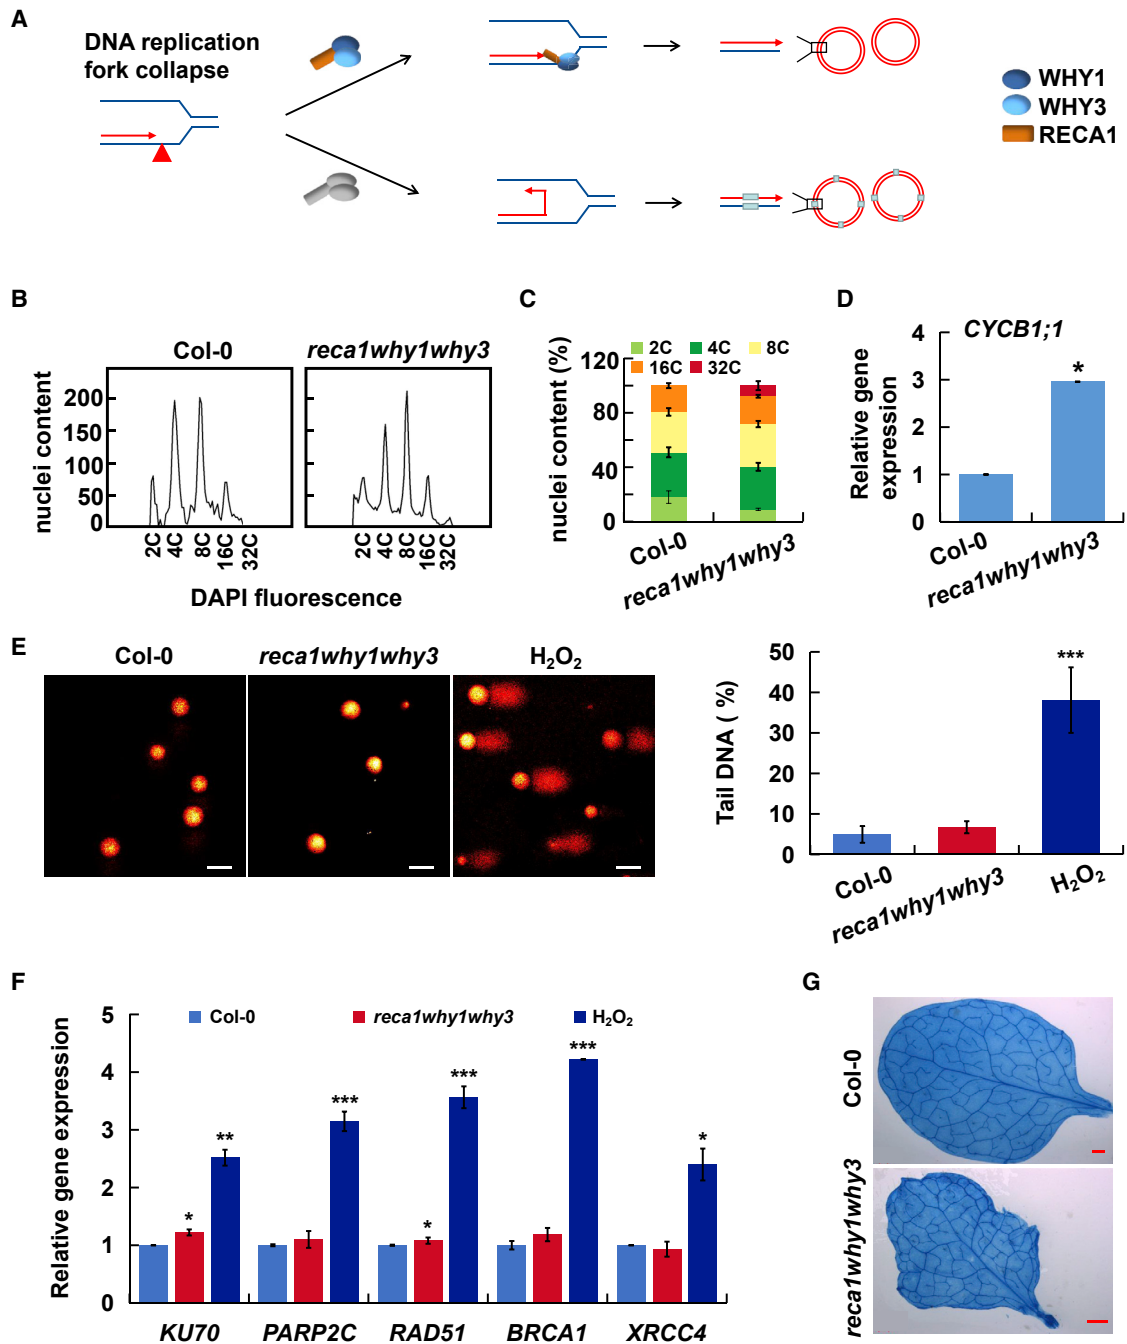 A
DNA replication
fork collapse
WHY1
WHY3
RECA1
B
Col-0
reca1why1why3
nuclei content
200
150
100
50
0
2C
4C
8C
16C
32C
2C
4C
8C
16C
32C
DAPI fluorescence
C
2C
4C
8C
16C
32C
nuclei content (%)
120
80
40
0
Col-0
reca1why1why3
D
CYCB1;1
Relative gene
expression
4
3
2
1
0
*
Col-0
reca1why1why3
E
Col-0
reca1why1why3
H₂O₂
Tail DNA ( %)
50
40
30
20
10
0
***
Col-0
reca1why1why3
H₂O₂
F
Relative gene expression
5
4
3
2
1
0
Col-0
reca1why1why3
H₂O₂
*
**
***
*
***
***
*
KU70
PARP2C
RAD51
BRCA1
XRCC4
G
Col-0
reca1why1why3